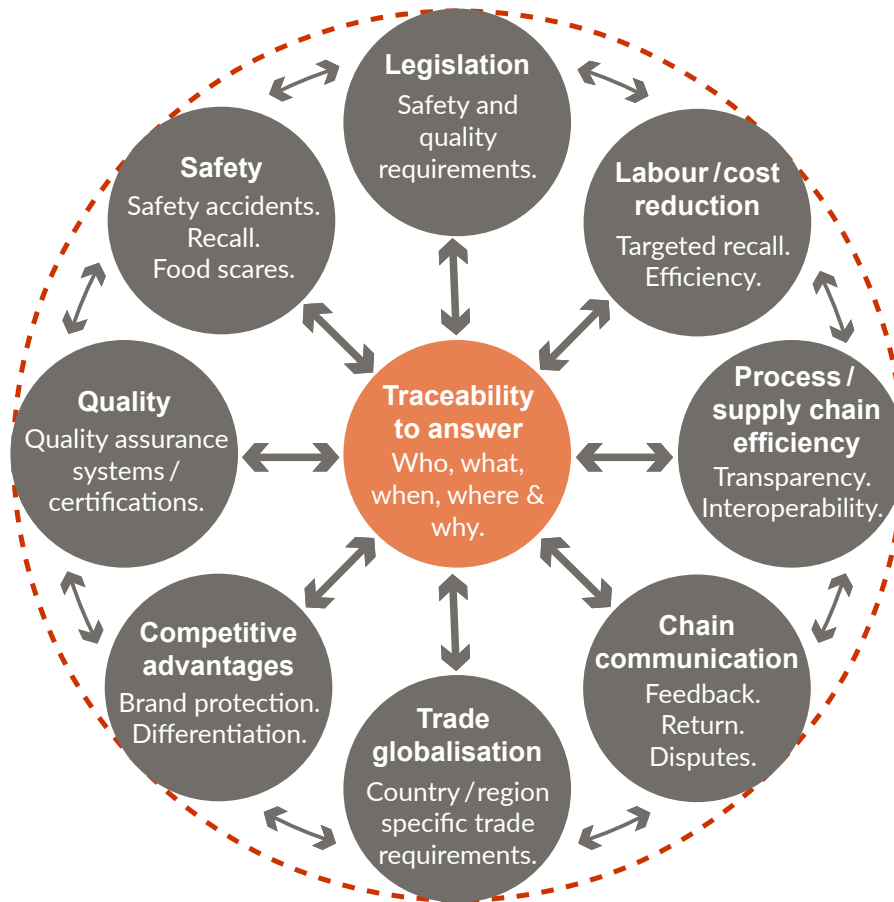 Legislation
Safety and
quality
requirements.
Labour / cost
reduction
Targeted recall.
Efficiency.
Process /
supply chain
efficiency
Transparency.
Interoperability.
Chain
communication
Feedback.
Return.
Disputes.
Trade
globalisation
Country / region
specific trade
requirements.
Competitive
advantages
Brand protection.
Differentiation.
Quality
Quality assurance
systems /
certifications.
Safety
Safety accidents.
Recall.
Food scares.
Traceability
to answer
Who, what,
when, where &
why.